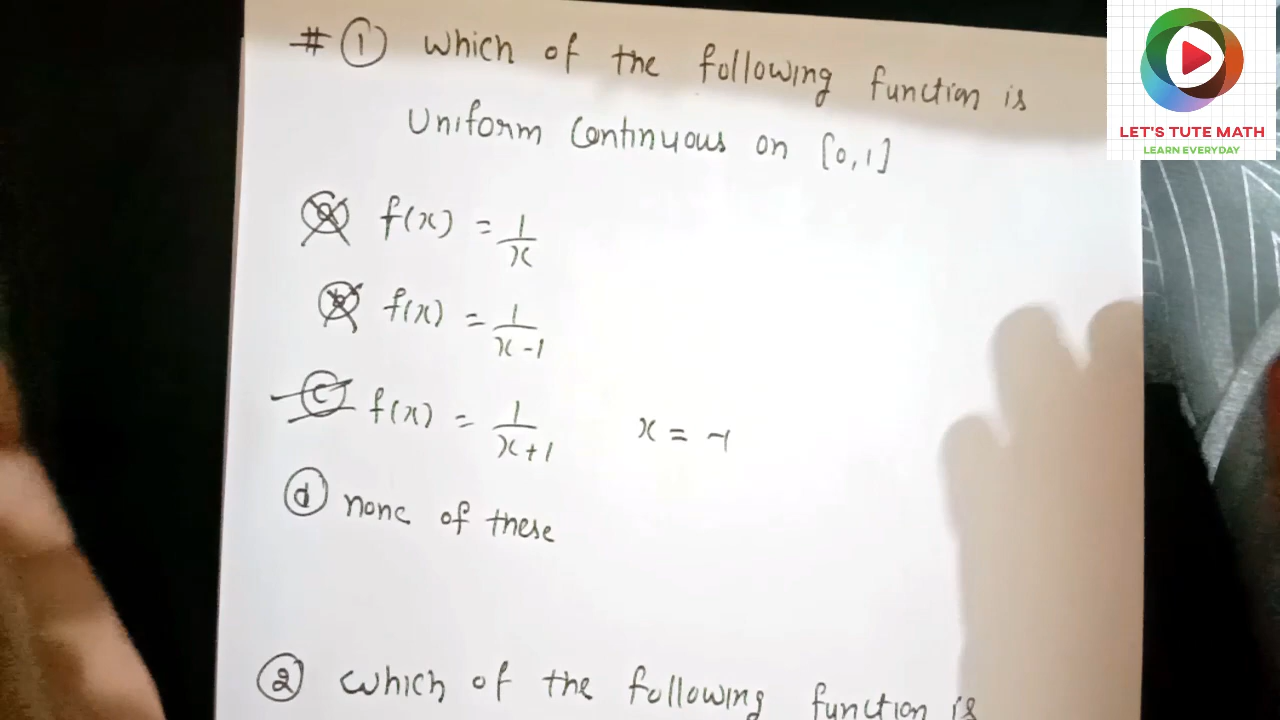 # ① Which of the following function is
Uniform Continuous on [0,1]
ⓐ f(x) = 1/x
ⓑ f(x) = 1/x-1
ⓒ f(x) = 1/x+1    x = -1
ⓓ none of these
② Which of the following function is
LET'S TUTE MATH
LEARN EVERYDAY